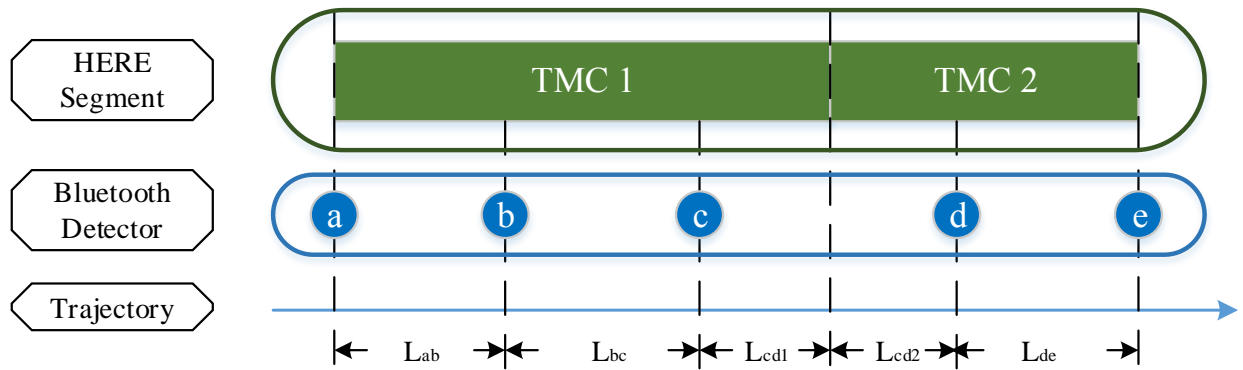 HERE
Segment
TMC 1
TMC 2
Bluetooth
Detector
a
b
c
d
e
Trajectory
Lab
Lbc
Lcd1
Lcd2
Lde